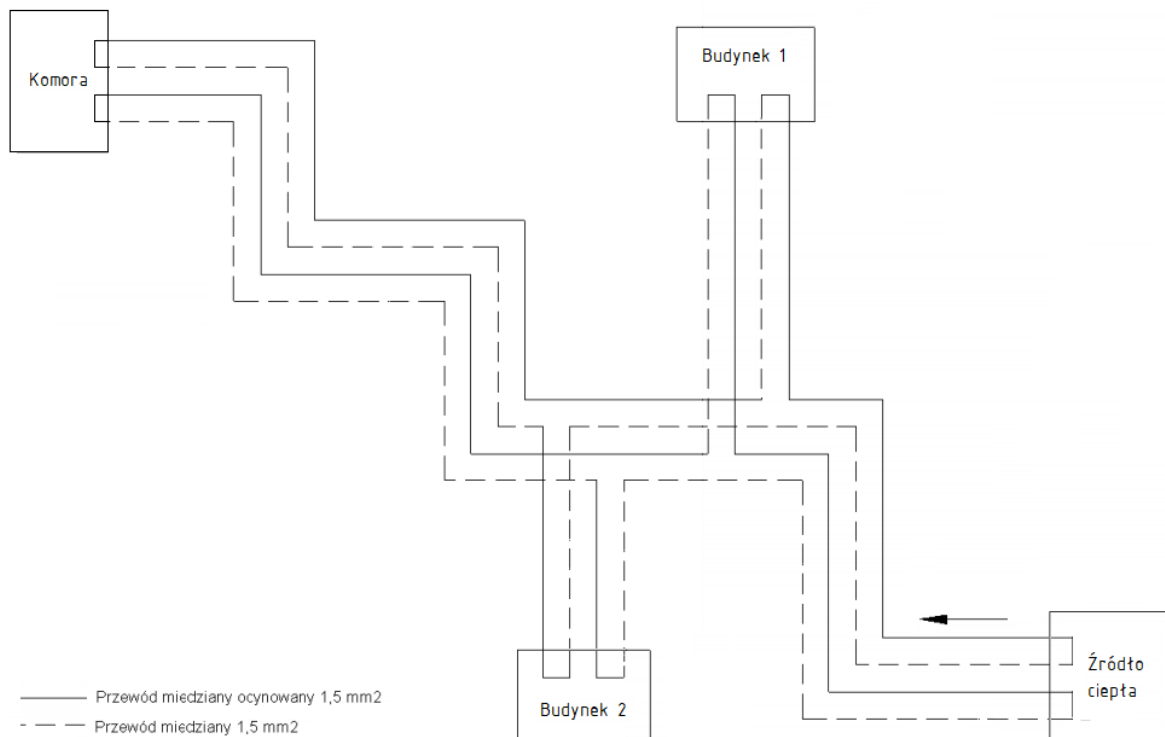 Komora
Budynek 1
Budynek 2
Źródło
ciepła
Przewód miedziany ocynowany 1,5 mm2
Przewód miedziany 1,5 mm2